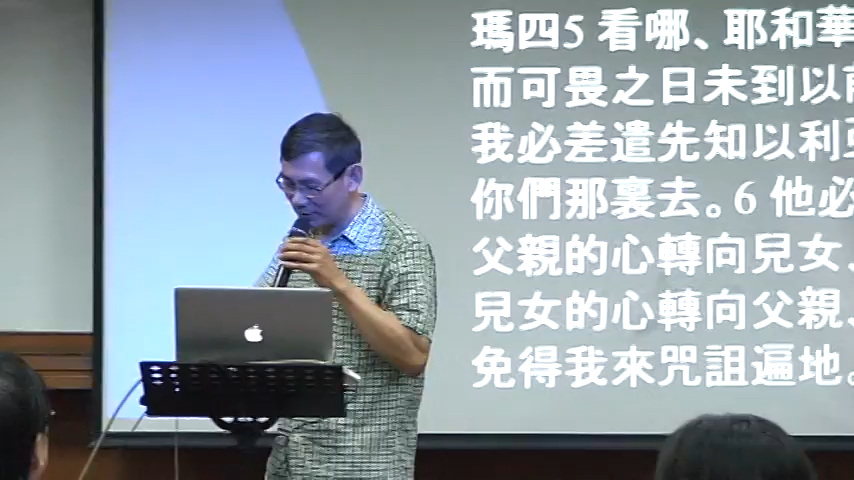 瑪四5 看哪、耶和華
而可畏之日未到以前
我必差遣先知以利亞
你們那裏去。6 他必
父親的心轉向兒女、
兒女的心轉向父親、
免得我來咒詛遍地。